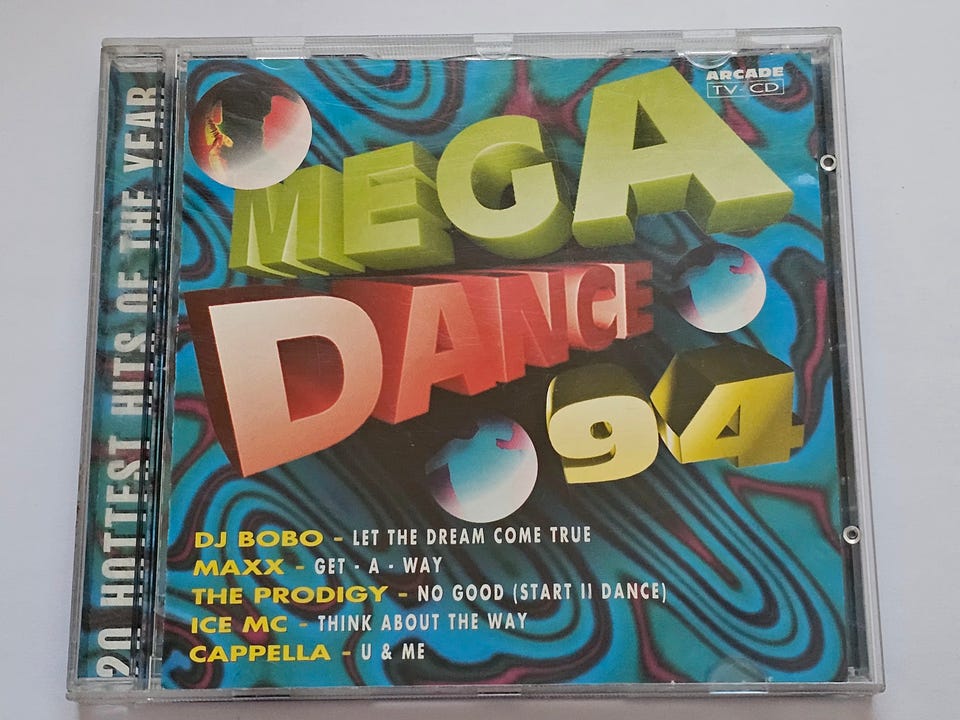 20 HOTTEST HITS OF THE YEAR
ARCADE
TV-CD
MEGA
DANCE
94
DJ BOBO - LET THE DREAM COME TRUE
MAXX - GET - A - WAY
THE PRODIGY - NO GOOD (START II DANCE)
ICE MC - THINK ABOUT THE WAY
CAPPELLA - U & ME